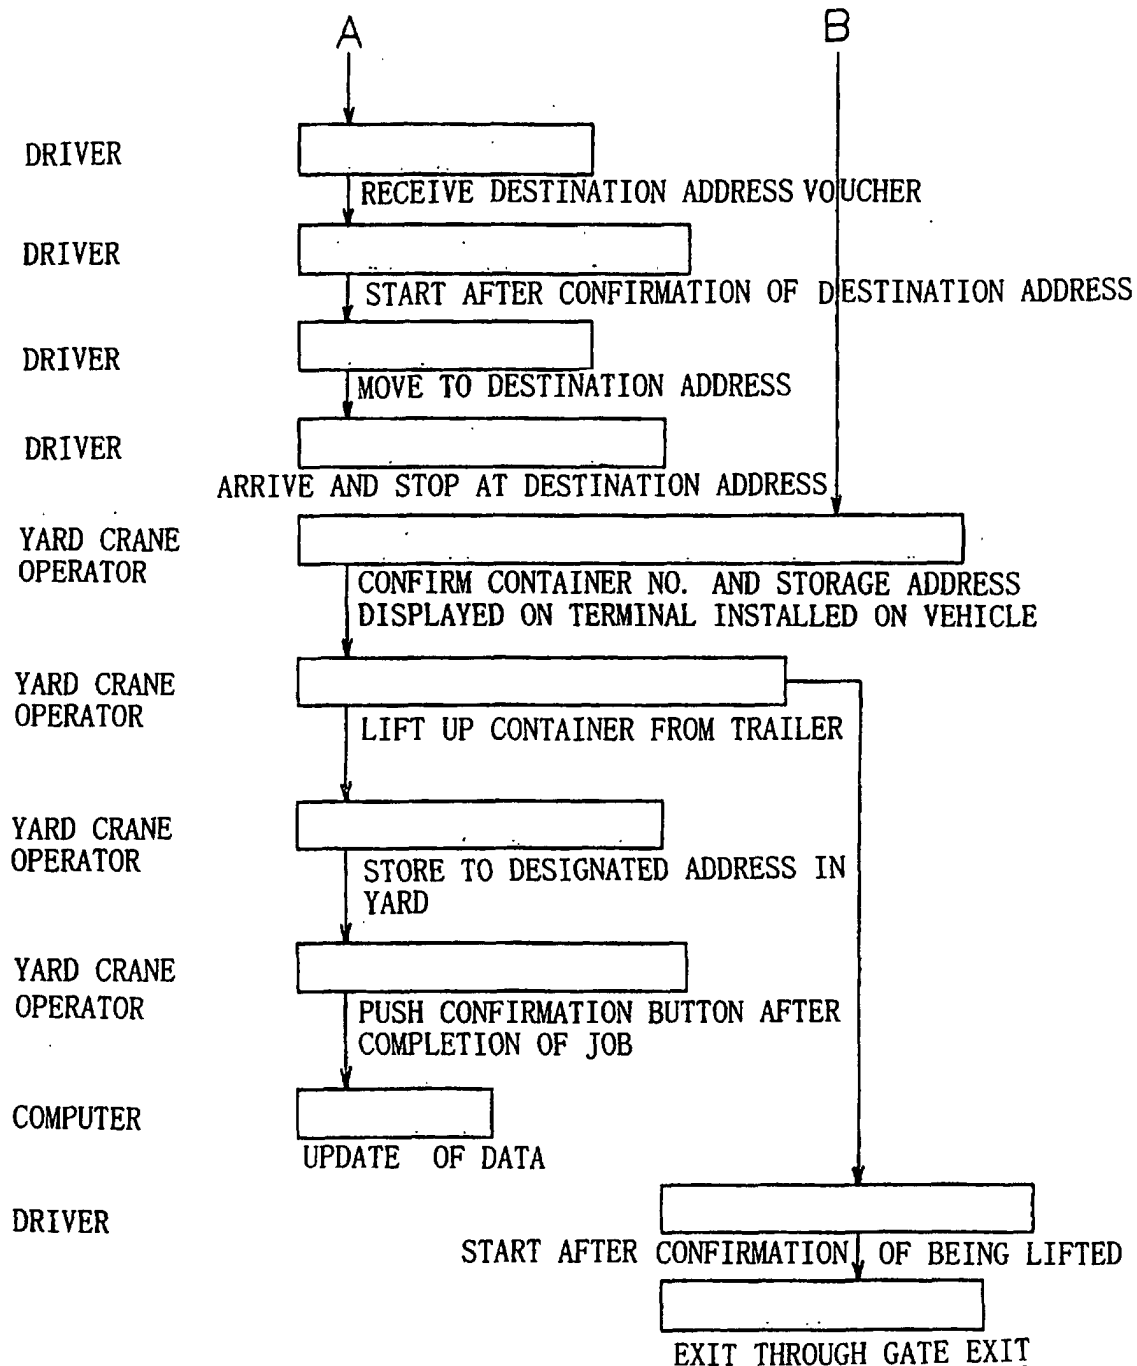 A
B
DRIVER
RECEIVE DESTINATION ADDRESS VOUCHER
DRIVER
START AFTER CONFIRMATION OF DESTINATION ADDRESS
DRIVER
MOVE TO DESTINATION ADDRESS
DRIVER
ARRIVE AND STOP AT DESTINATION ADDRESS
YARD CRANE
OPERATOR
CONFIRM CONTAINER NO. AND STORAGE ADDRESS
DISPLAYED ON TERMINAL INSTALLED ON VEHICLE
YARD CRANE
OPERATOR
LIFT UP CONTAINER FROM TRAILER
YARD CRANE
OPERATOR
STORE TO DESIGNATED ADDRESS IN
YARD
YARD CRANE
OPERATOR
PUSH CONFIRMATION BUTTON AFTER
COMPLETION OF JOB
COMPUTER
UPDATE OF DATA
DRIVER
START AFTER CONFIRMATION OF BEING LIFTED
EXIT THROUGH GATE EXIT